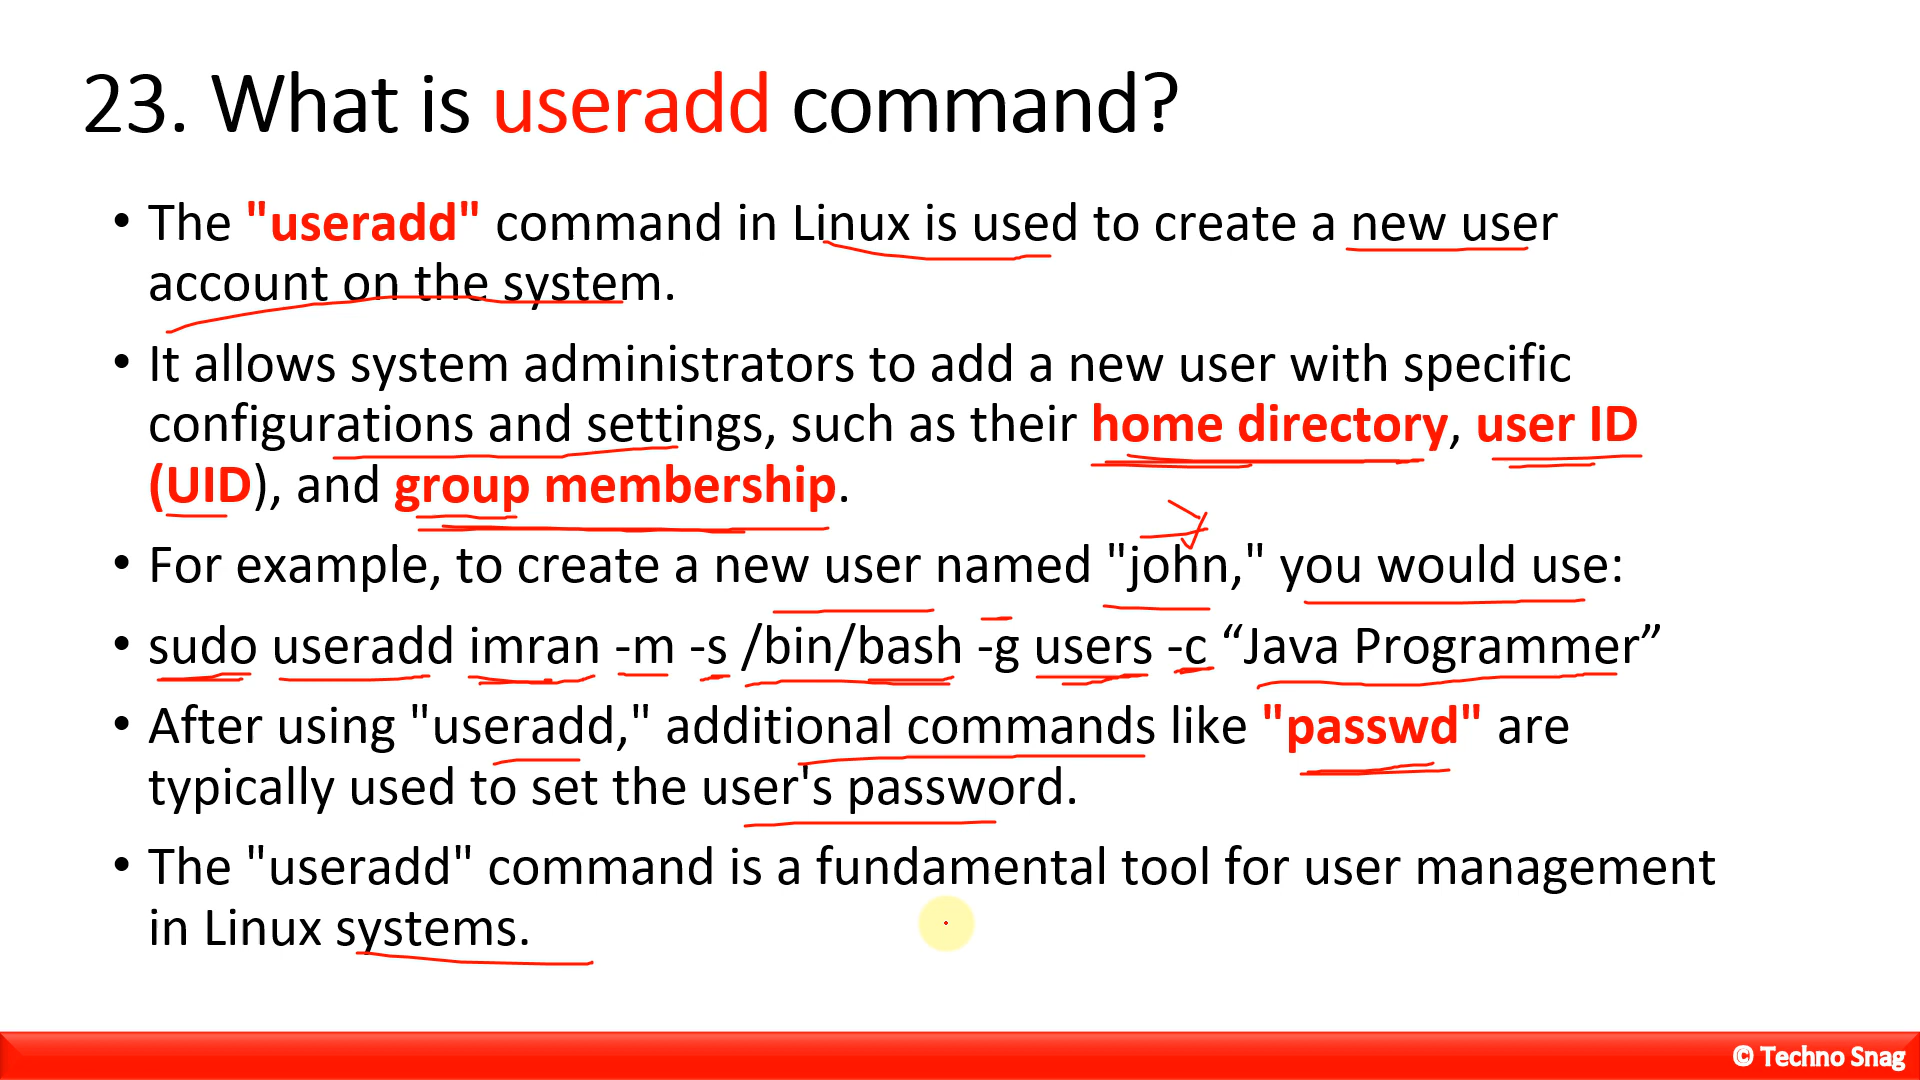 23. What is useradd command?
• The "useradd" command in Linux is used to create a new user
account on the system.
• It allows system administrators to add a new user with specific
configurations and settings, such as their home directory, user ID
(UID), and group membership.
• For example, to create a new user named "john," you would use:
• sudo useradd imran -m -s /bin/bash -g users -c “Java Programmer”
• After using "useradd," additional commands like "passwd" are
typically used to set the user's password.
• The "useradd" command is a fundamental tool for user management
in Linux systems.
© Techno Snag